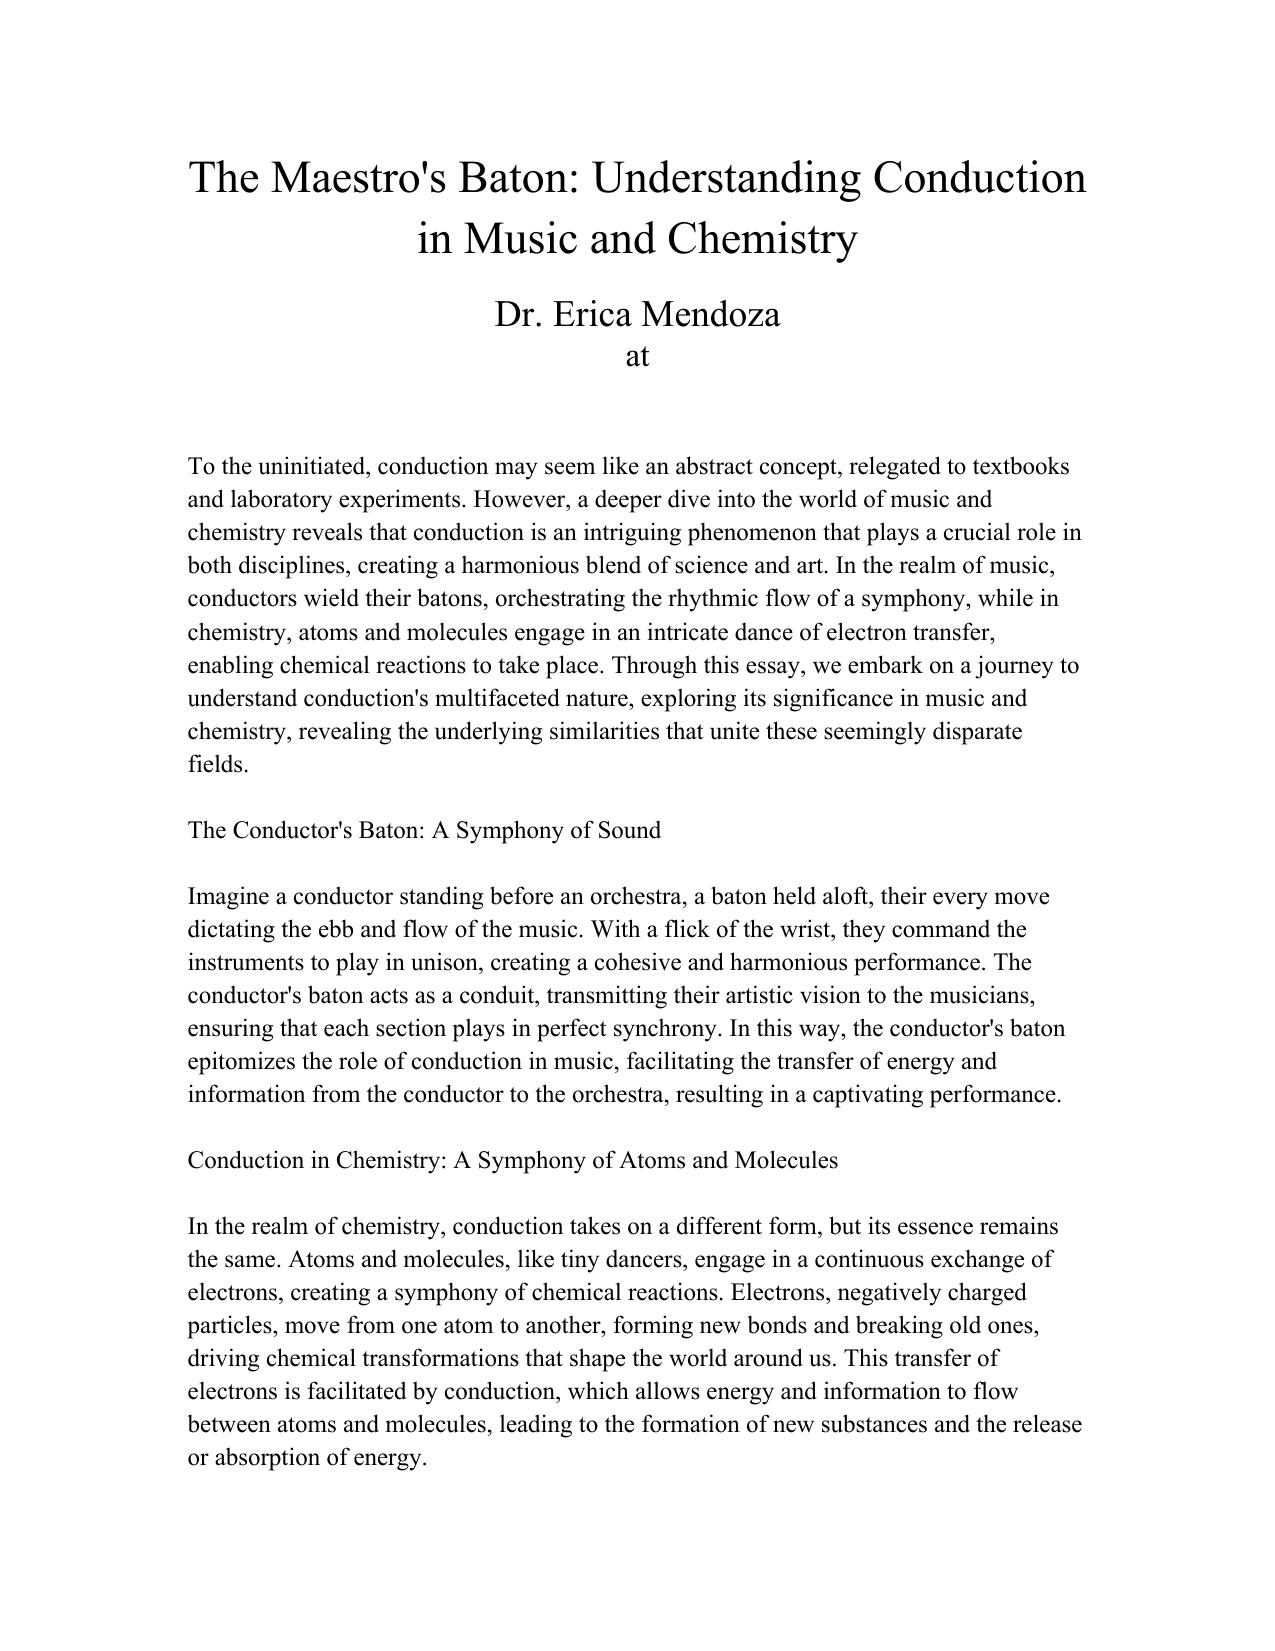 The Maestro's Baton: Understanding Conduction
in Music and Chemistry
Dr. Erica Mendoza
at
To the uninitiated, conduction may seem like an abstract concept, relegated to textbooks
and laboratory experiments. However, a deeper dive into the world of music and
chemistry reveals that conduction is an intriguing phenomenon that plays a crucial role in
both disciplines, creating a harmonious blend of science and art. In the realm of music,
conductors wield their batons, orchestrating the rhythmic flow of a symphony, while in
chemistry, atoms and molecules engage in an intricate dance of electron transfer,
enabling chemical reactions to take place. Through this essay, we embark on a journey to
understand conduction's multifaceted nature, exploring its significance in music and
chemistry, revealing the underlying similarities that unite these seemingly disparate
fields.
The Conductor's Baton: A Symphony of Sound
Imagine a conductor standing before an orchestra, a baton held aloft, their every move
dictating the ebb and flow of the music. With a flick of the wrist, they command the
instruments to play in unison, creating a cohesive and harmonious performance. The
conductor's baton acts as a conduit, transmitting their artistic vision to the musicians,
ensuring that each section plays in perfect synchrony. In this way, the conductor's baton
epitomizes the role of conduction in music, facilitating the transfer of energy and
information from the conductor to the orchestra, resulting in a captivating performance.
Conduction in Chemistry: A Symphony of Atoms and Molecules
In the realm of chemistry, conduction takes on a different form, but its essence remains
the same. Atoms and molecules, like tiny dancers, engage in a continuous exchange of
electrons, creating a symphony of chemical reactions. Electrons, negatively charged
particles, move from one atom to another, forming new bonds and breaking old ones,
driving chemical transformations that shape the world around us. This transfer of
electrons is facilitated by conduction, which allows energy and information to flow
between atoms and molecules, leading to the formation of new substances and the release
or absorption of energy.